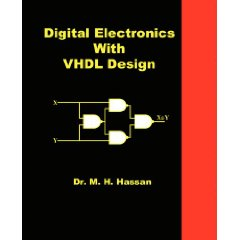 Digital Electronics
With
VHDL Design
X
X⊕Y
Y
Dr. M. H. Hassan